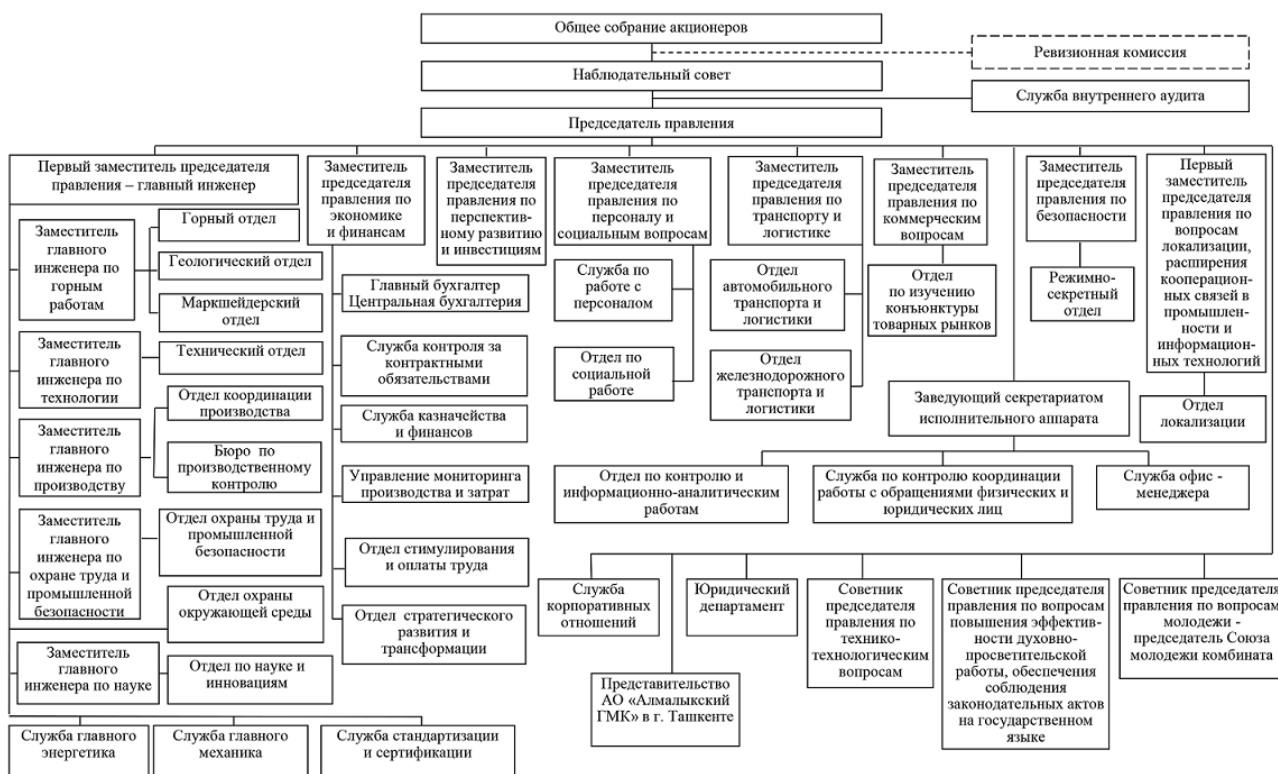 Общее собрание акционеров
Ревизионная комиссия
Наблюдательный совет
Служба внутреннего аудита
Председатель правления
Первый заместитель председателя
правления – главный инженер
Заместитель
председателя
правления по
экономике
и финансам
Заместитель
председателя
правления по
перспектив-
ному развитию
и инвестициям
Заместитель
председателя
правления по
персоналу и
социальным вопросам
Заместитель
председателя
правления по
транспорту и
логистике
Заместитель
председателя
правления по
коммерческим
вопросам
Заместитель
председателя
правления по
безопасности
Первый
заместитель
председателя
правления по
вопросам
локализации,
расширения
кооперацион-
ных связей в
промышлен-
ности и
информацион-
ных технологий
Заместитель
главного
инженера по
горным
работам
Горный отдел
Геологический отдел
Маркшейдерский
отдел
Заместитель
главного
инженера по
технологии
Технический отдел
Заместитель
главного
инженера по
производству
Отдел координации
производства
Бюро по
производственному
контролю
Заместитель
главного
инженера по
охране труда и
промышленной
безопасности
Отдел охраны труда и
промышленной
безопасности
Отдел охраны
окружающей среды
Заместитель
главного
инженера по науке
Отдел по науке и
инновациям
Служба главного
энергетика
Служба главного
механика
Служба стандартизации
и сертификации
Главный бухгалтер
Центральная бухгалтерия
Служба контроля за
контрактными
обязательствами
Служба казначейства
и финансов
Управление мониторинга
производства и затрат
Отдел стимулирования
и оплаты труда
Отдел стратегического
развития и
трансформации
Служба по
работе с
персоналом
Отдел по
социальной
работе
Отдел
автомобильного
транспорта и
логистики
Отдел
железнодорожного
транспорта и
логистики
Отдел
по изучению
конъюнктуры
товарных рынков
Режимно-
секретный
отдел
Отдел
локализации
Заведующий секретариатом
исполнительного аппарата
Отдел по контролю и
информационно-аналитическим
работам
Служба по контролю координации
работы с обращениями физических и
юридических лиц
Служба офис -
менеджера
Служба
корпоративных
отношений
Представительство
АО «Алмалыкский
ГМК» в г. Ташкенте
Юридический
департамент
Советник
председателя
правления по
технико-
технологическим
вопросам
Советник председателя
правления по вопросам
повышения эффектив-
ности духовно-
просветительской
работы, обеспечения
соблюдения
законодательных актов
на государственном
языке
Советник председателя
правления по вопросам
молодежи -
председатель Союза
молодежи комбината